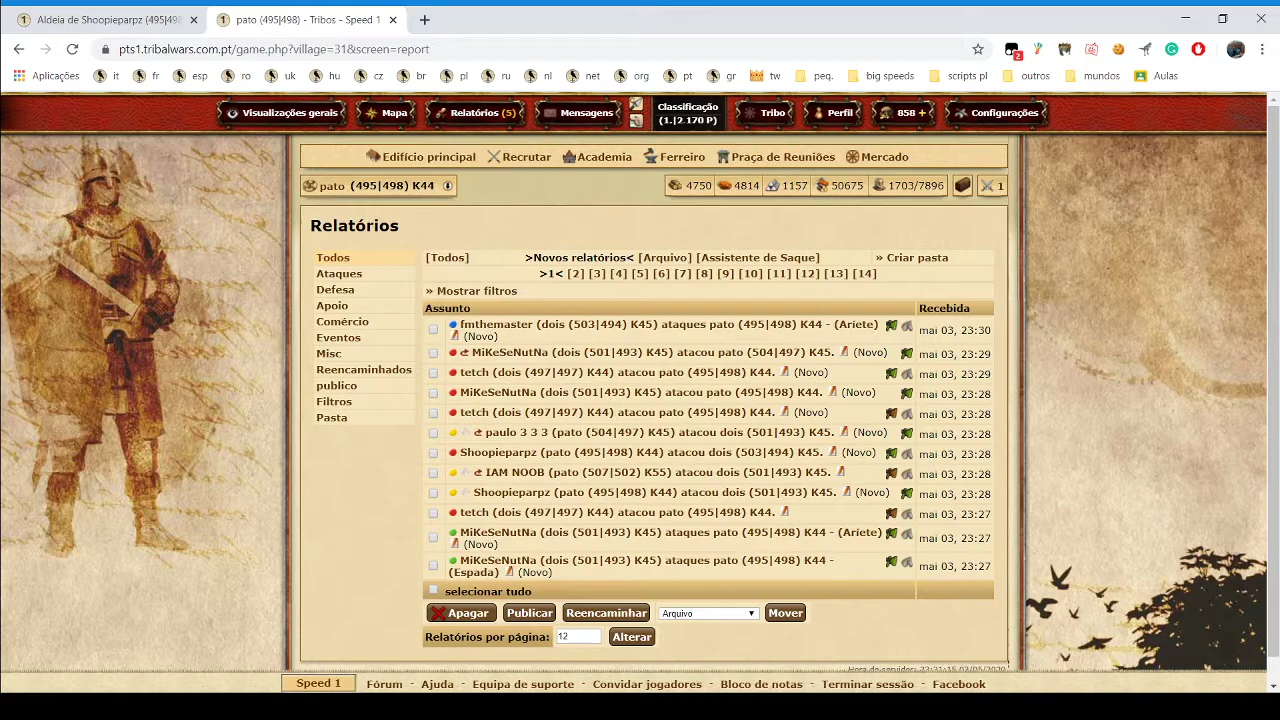 Aldeia de Shoopieparpz (495|498
pato (495|498) - Tribos - Speed 1
pts1.tribalwars.com.pt/game.php?village=31&screen=report
2
Aplicações it fr esp ro uk hu cz br pl ru nl net org pt gr tw peq. big speeds scripts pl outros mundos Aulas
Visualizações gerais Mapa Relatórios (5) Mensagens Classificação Tribo Perfil 858 + Configurações
(1.|2.170 P)
Edifício principal Recrutar Academia Ferreiro Praça de Reuniões Mercado
pato (495|498) K44 4750 4814 1157 50675 1703/7896 1
Relatórios
Todos
Ataques
Defesa
Apoio
Comércio
Eventos
Misc
Reencaminhados
publico
Filtros
Pasta
[Todos] >Novos relatórios< [Arquivo] [Assistente de Saque] » Criar pasta
>1< [2] [3] [4] [5] [6] [7] [8] [9] [10] [11] [12] [13] [14]
» Mostrar filtros
Assunto Recebida
fmthemaster (dois (503|494) K45) ataques pato (495|498) K44 - (Aríete)
(Novo) mai 03, 23:30
MiKeSeNutNa (dois (501|493) K45) atacou pato (504|497) K45. (Novo) mai 03, 23:29
tetch (dois (497|497) K44) atacou pato (495|498) K44. (Novo) mai 03, 23:29
MiKeSeNutNa (dois (501|493) K45) atacou pato (495|498) K44. (Novo) mai 03, 23:28
tetch (dois (497|497) K44) atacou pato (495|498) K44. (Novo) mai 03, 23:28
paulo 3 3 3 (pato (504|497) K45) atacou dois (501|493) K45. (Novo) mai 03, 23:28
Shoopieparpz (pato (495|498) K44) atacou dois (503|494) K45. (Novo) mai 03, 23:28
IAM NOOB (pato (507|502) K55) atacou dois (501|493) K45. mai 03, 23:28
Shoopieparpz (pato (495|498) K44) atacou dois (501|493) K45. (Novo) mai 03, 23:28
tetch (dois (497|497) K44) atacou pato (495|498) K44. mai 03, 23:27
MiKeSeNutNa (dois (501|493) K45) ataques pato (495|498) K44 - (Aríete)
(Novo) mai 03, 23:27
MiKeSeNutNa (dois (501|493) K45) ataques pato (495|498) K44 -
(Espada) (Novo) mai 03, 23:27
selecionar tudo
Apagar Publicar Reencaminhar Arquivo Mover
Relatórios por página: 12 Alterar
Hora do servidor: 23:31:15 03/05/2020
Speed 1 Fórum - Ajuda - Equipa de suporte - Convidar jogadores - Bloco de notas - Terminar sessão - Facebook